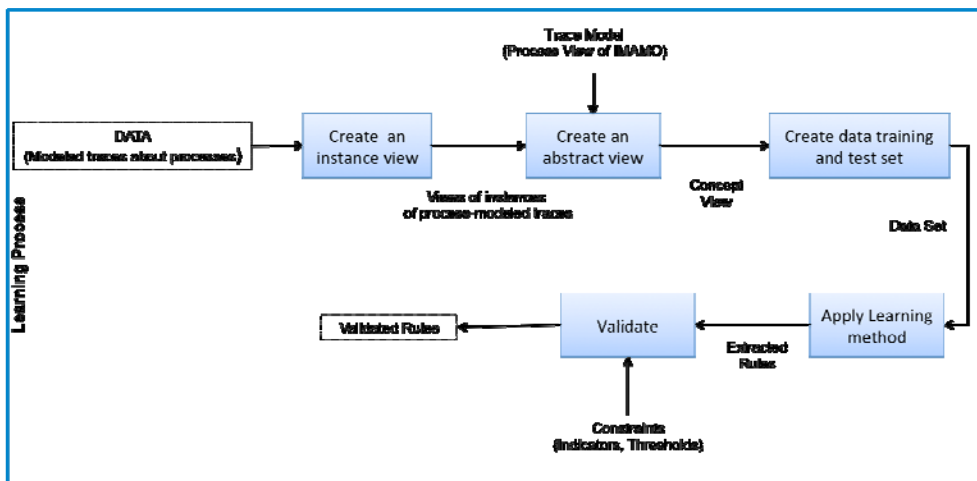 Trace Model
(Process View of IMAMO)
DATA
(Modeled traces about processes)
Create an
instance view
Create an
abstract view
Create data training
and test set
Views of instances
of process-modeled traces
Concept
View
Data Set
Learning Process
Validated Rules
Validate
Apply Learning
method
Extracted
Rules
Constraints
(Indicators, Thresholds)